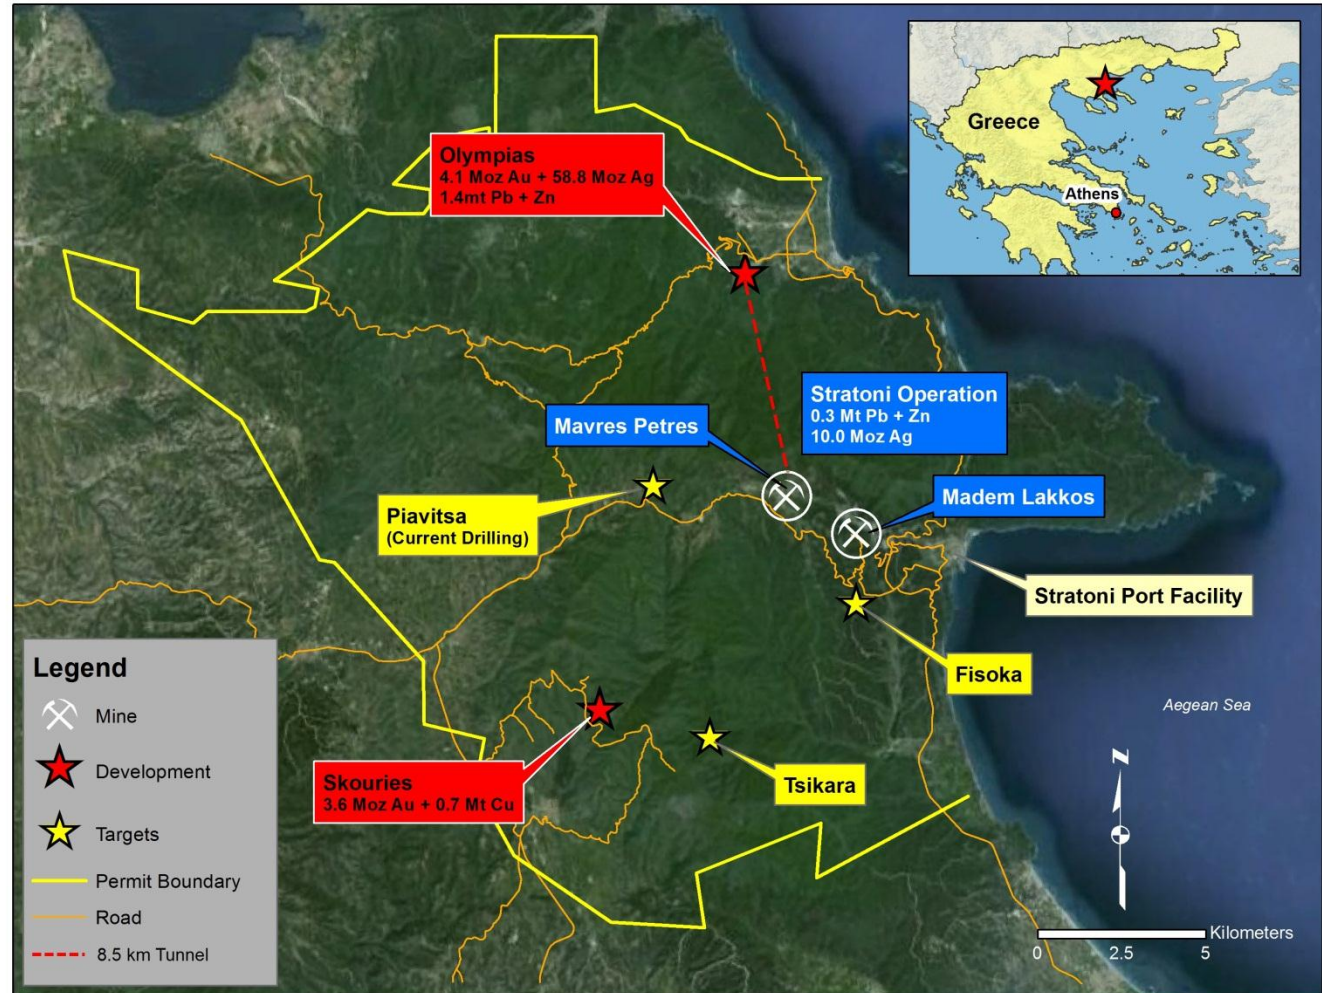 Greece
Athens
Olympias
4.1 Moz Au + 58.8 Moz Ag
1.4mt Pb + Zn
Stratoni Operation
0.3 Mt Pb + Zn
10.0 Moz Ag
Mavres Petres
Madem Lakkos
Piavitsa
(Current Drilling)
Stratoni Port Facility
Fisoka
Aegean Sea
Skouries
3.6 Moz Au + 0.7 Mt Cu
Tsikara
Legend
Mine
Development
Targets
Permit Boundary
Road
8.5 km Tunnel
N
Kilometers
0 2.5 5